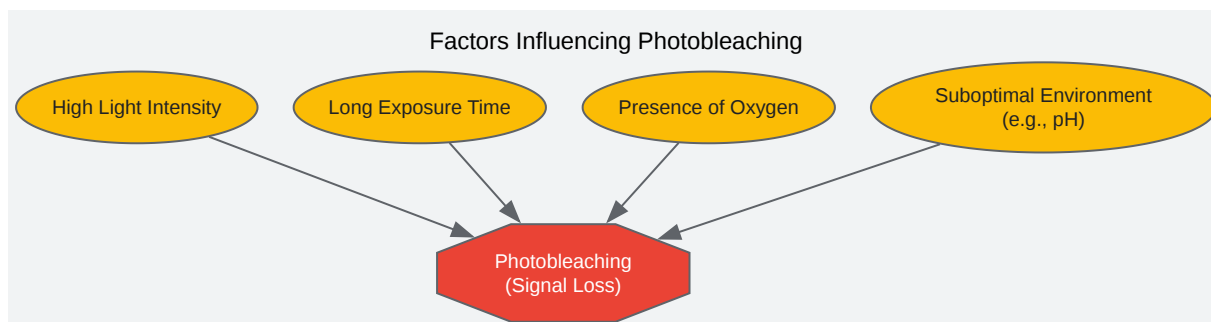 Factors Influencing Photobleaching
High Light Intensity
Long Exposure Time
Presence of Oxygen
Suboptimal Environment
(e.g., pH)
Photobleaching
(Signal Loss)